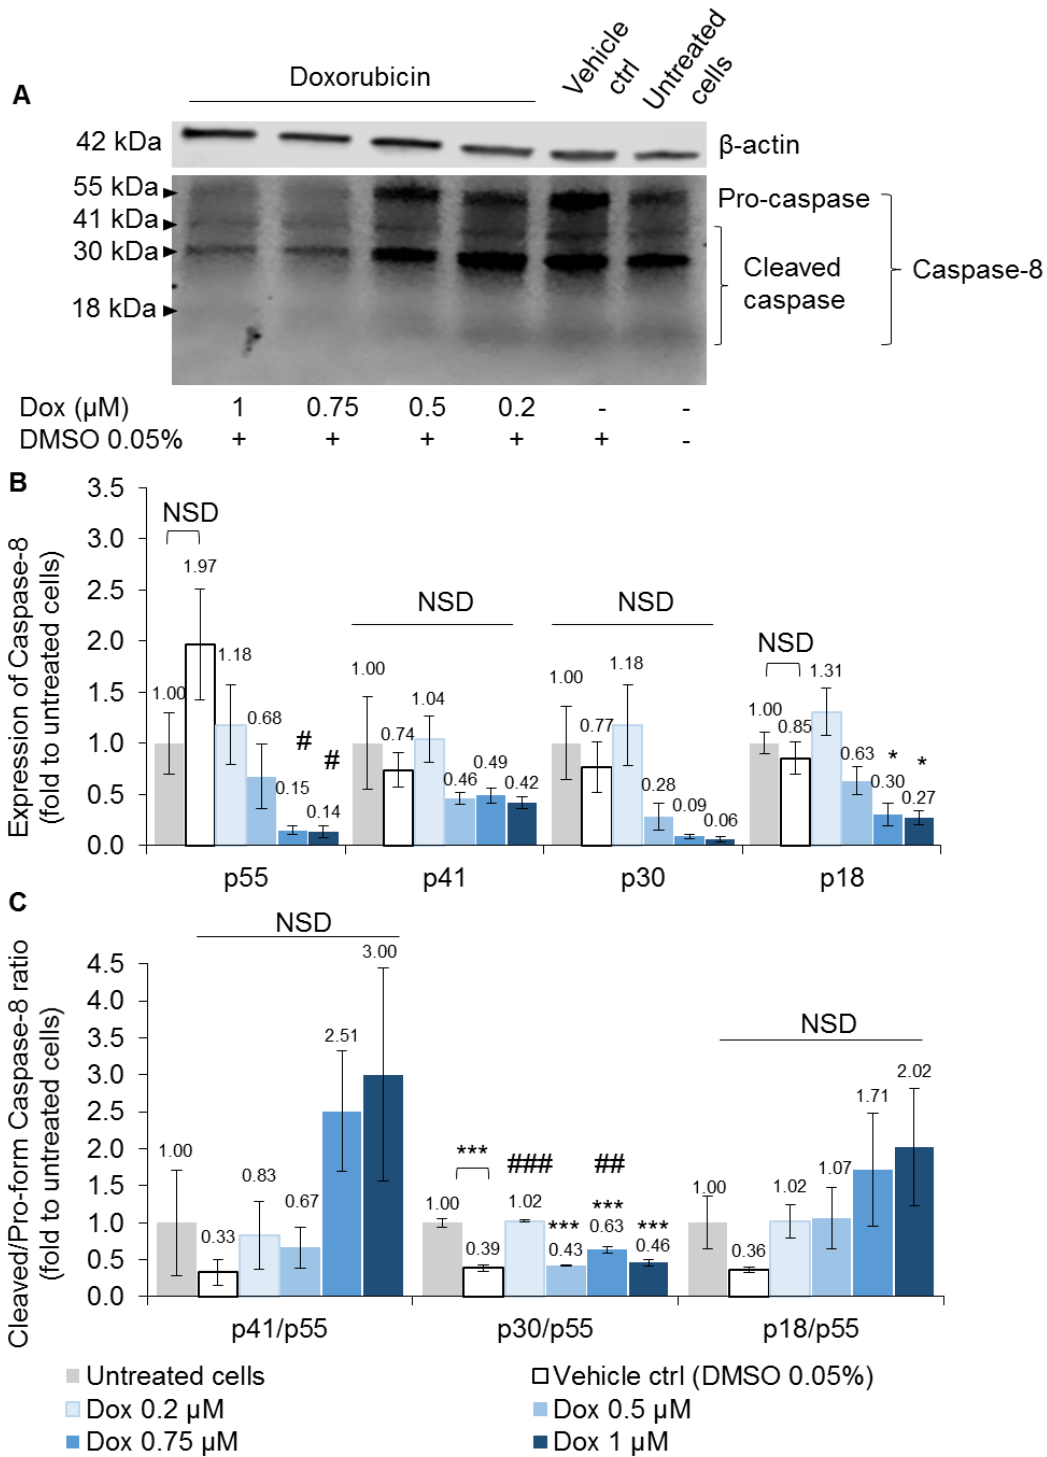 A
Doxorubicin
Vehicle
ctrl
Untreated
cells
42 kDa
β-actin
55 kDa
41 kDa
30 kDa
18 kDa
Pro-caspase
Cleaved
caspase
Caspase-8
Dox (µM) 1 0.75 0.5 0.2 - -
DMSO 0.05% + + + + + -
B
Expression of Caspase-8
(fold to untreated cells)
3.5
3.0
2.5
2.0
1.5
1.0
0.5
0.0
NSD
1.00
1.97
1.18
0.68
0.15
#
0.14
#
NSD
1.00
0.74
1.04
0.46
0.49
0.42
NSD
1.00
0.77
1.18
0.28
0.09
0.06
NSD
1.00
0.85
1.31
0.63
*
0.30
*
0.27
p55 p41 p30 p18
C
Cleaved/Pro-form Caspase-8 ratio
(fold to untreated cells)
4.5
4.0
3.5
3.0
2.5
2.0
1.5
1.0
0.5
0.0
NSD
1.00
0.33
0.83
0.67
2.51
3.00
***
1.00
0.39
###
1.02
***
0.43
##
***
0.63
***
0.46
NSD
1.00
0.36
1.02
1.07
1.71
2.02
p41/p55 p30/p55 p18/p55
Untreated cells Vehicle ctrl (DMSO 0.05%)
Dox 0.2 µM Dox 0.5 µM
Dox 0.75 µM Dox 1 µM